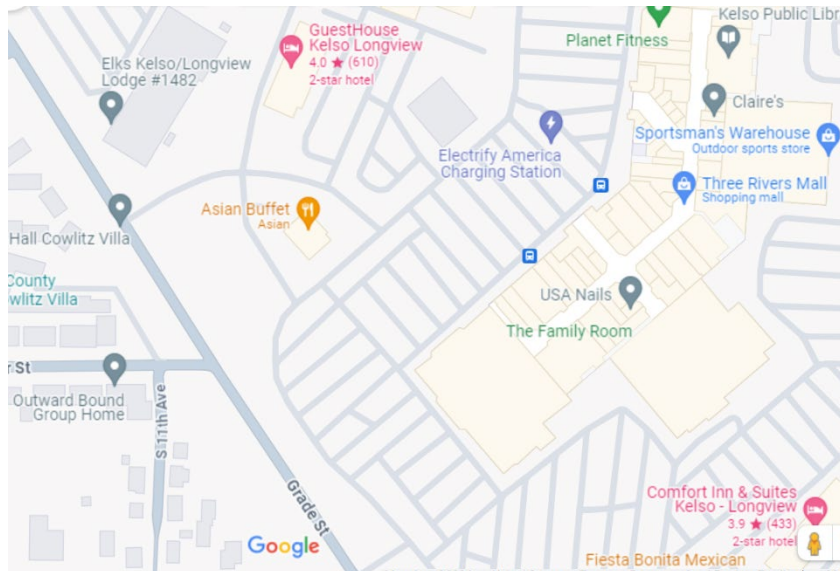 Kelso Public Libr
GuestHouse
Kelso Longview
4.0 ★ (610)
2-star hotel
Planet Fitness
Elks Kelso/Longview
Lodge #1482
Claire's
Sportsman's Warehouse
Outdoor sports store
Electrify America
Charging Station
Three Rivers Mall
Shopping mall
Asian Buffet
Asian
Hall Cowlitz Villa
County
owlitz Villa
USA Nails
The Family Room
r St
Outward Bound
Group Home
S 11th Ave
Grade St
Comfort Inn & Suites
Kelso - Longview
3.9 ★ (433)
2-star hotel
Google
Fiesta Bonita Mexican